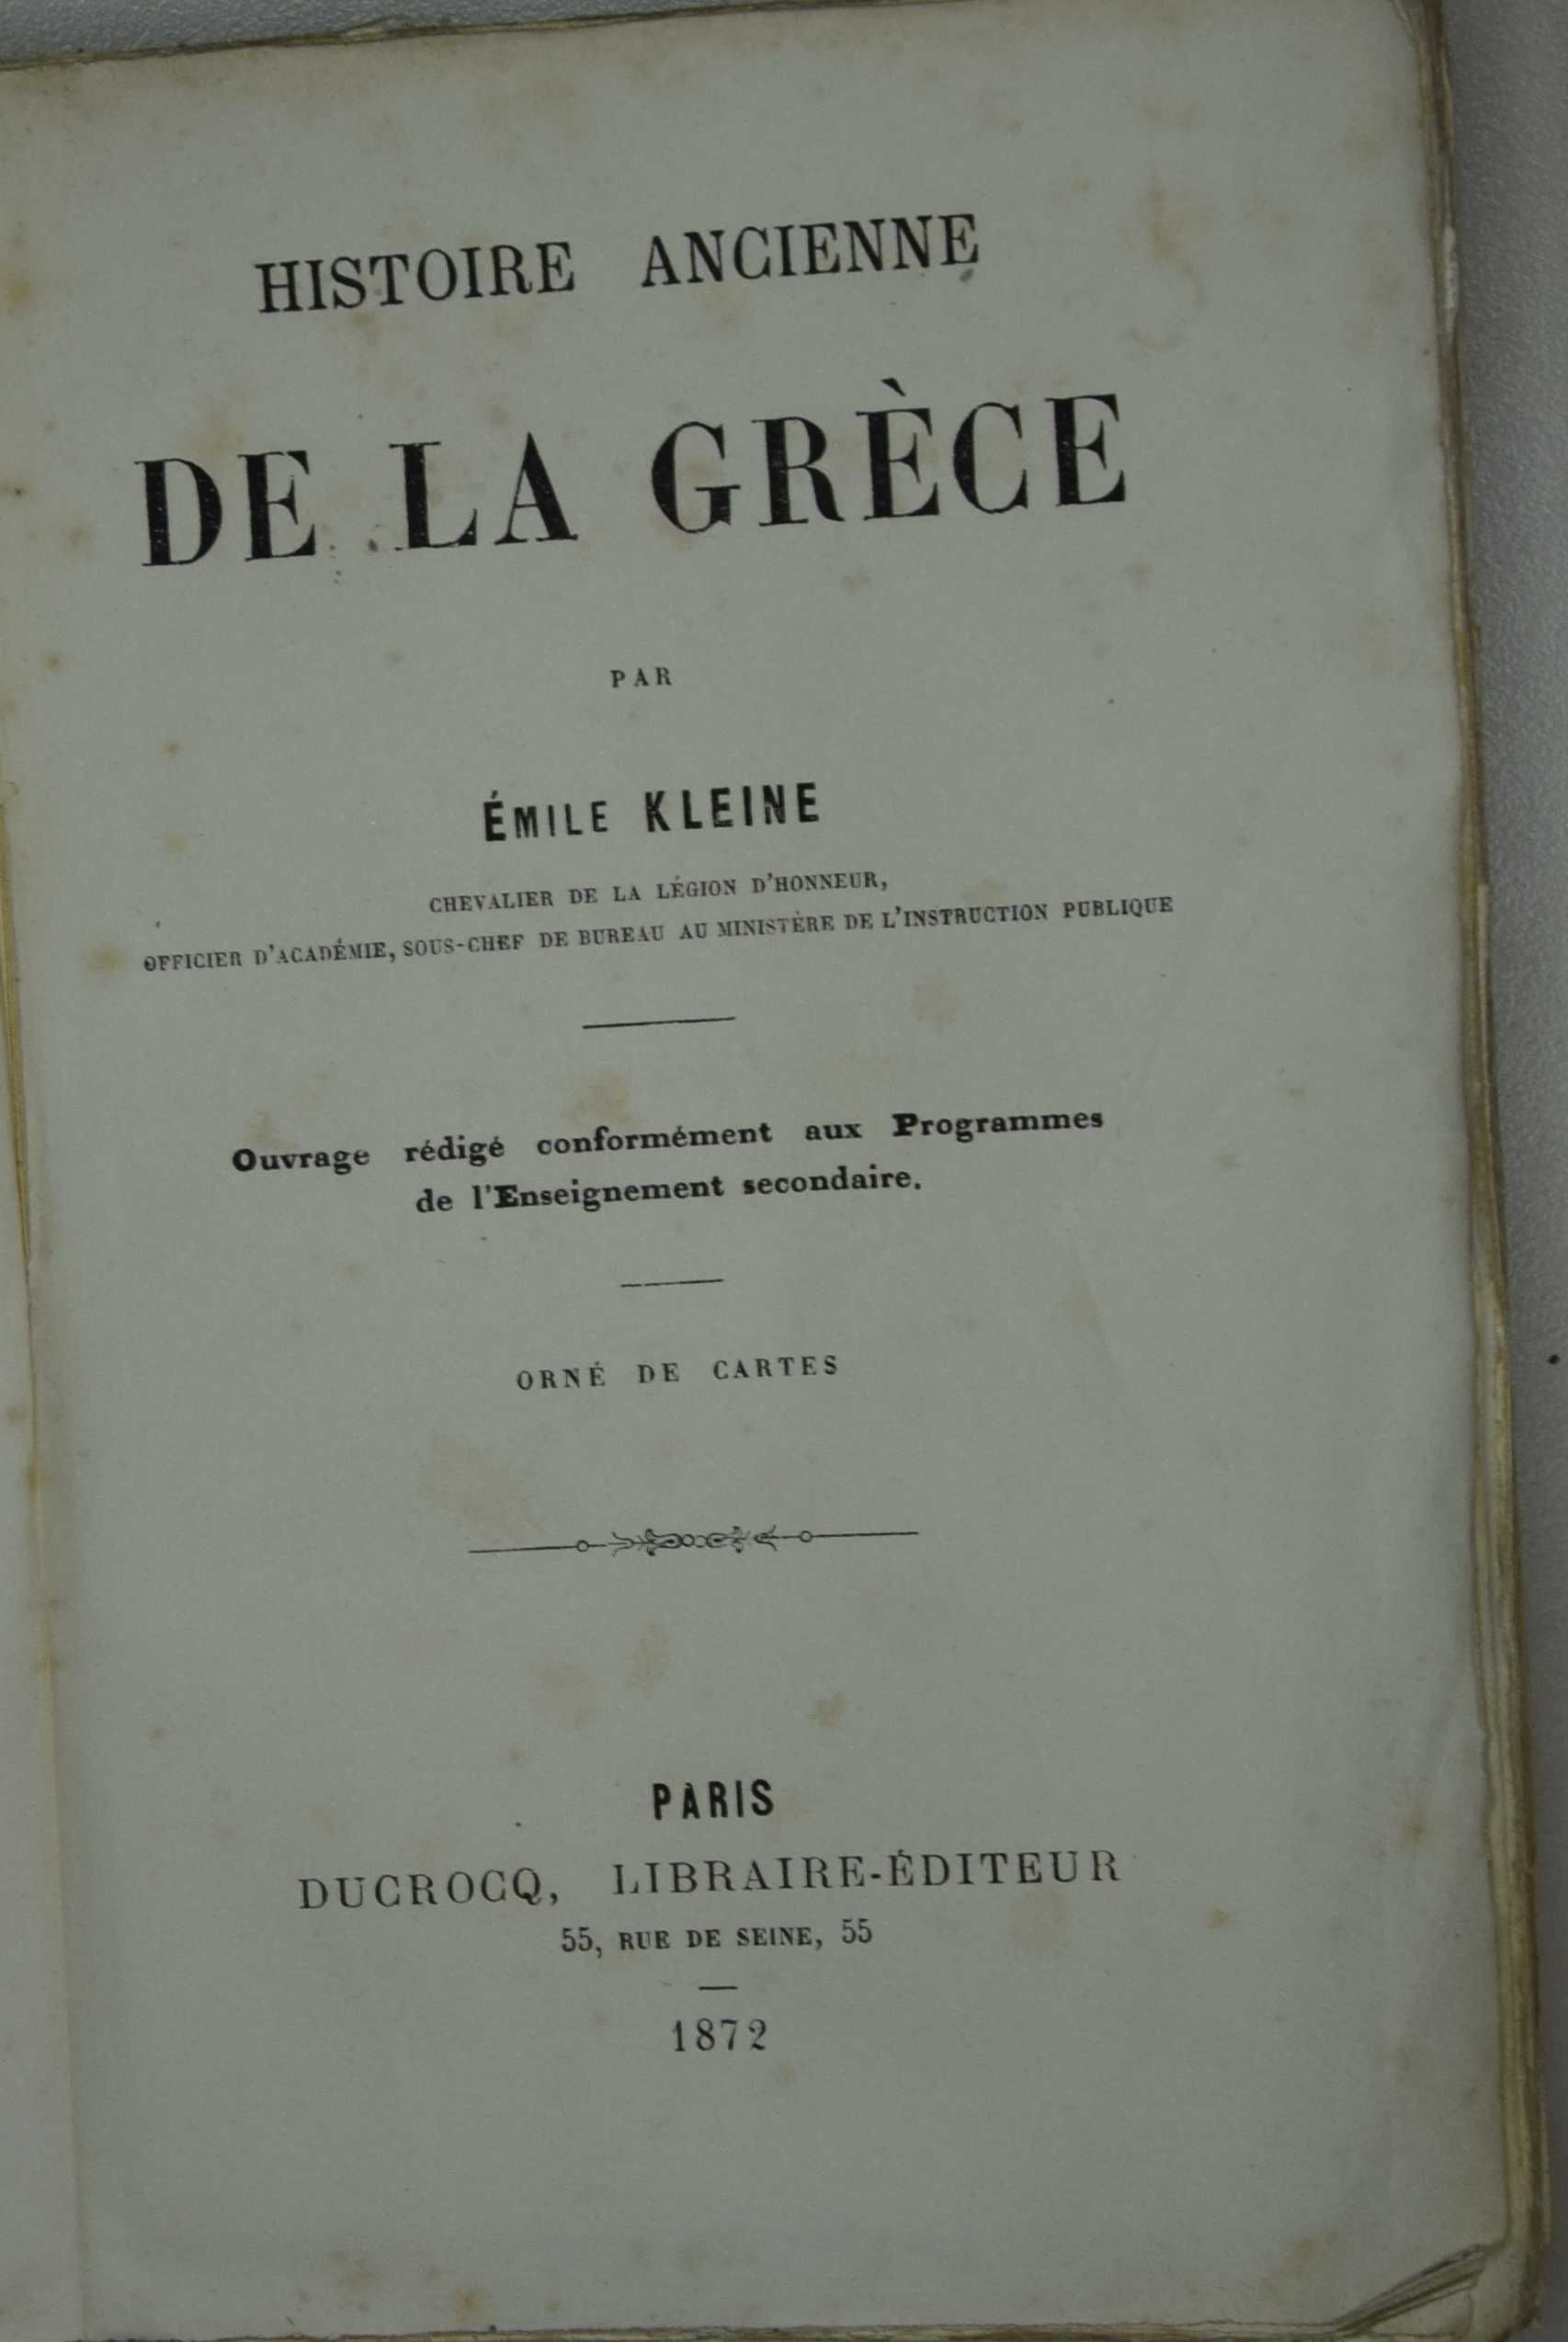 HISTOIRE ANCIENNE
DE LA GRÈCE
PAR
ÉMILE KLEINE
CHEVALIER DE LA LÉGION D'HONNEUR,
OFFICIER D'ACADÉMIE, SOUS-CHEF DE BUREAU AU MINISTÈRE DE L'INSTRUCTION PUBLIQUE
Ouvrage rédigé conformément aux Programmes
de l'Enseignement secondaire.
ORNÉ DE CARTES
PARIS
DUCROCQ, LIBRAIRE-ÉDITEUR
55, RUE DE SEINE, 55
1872